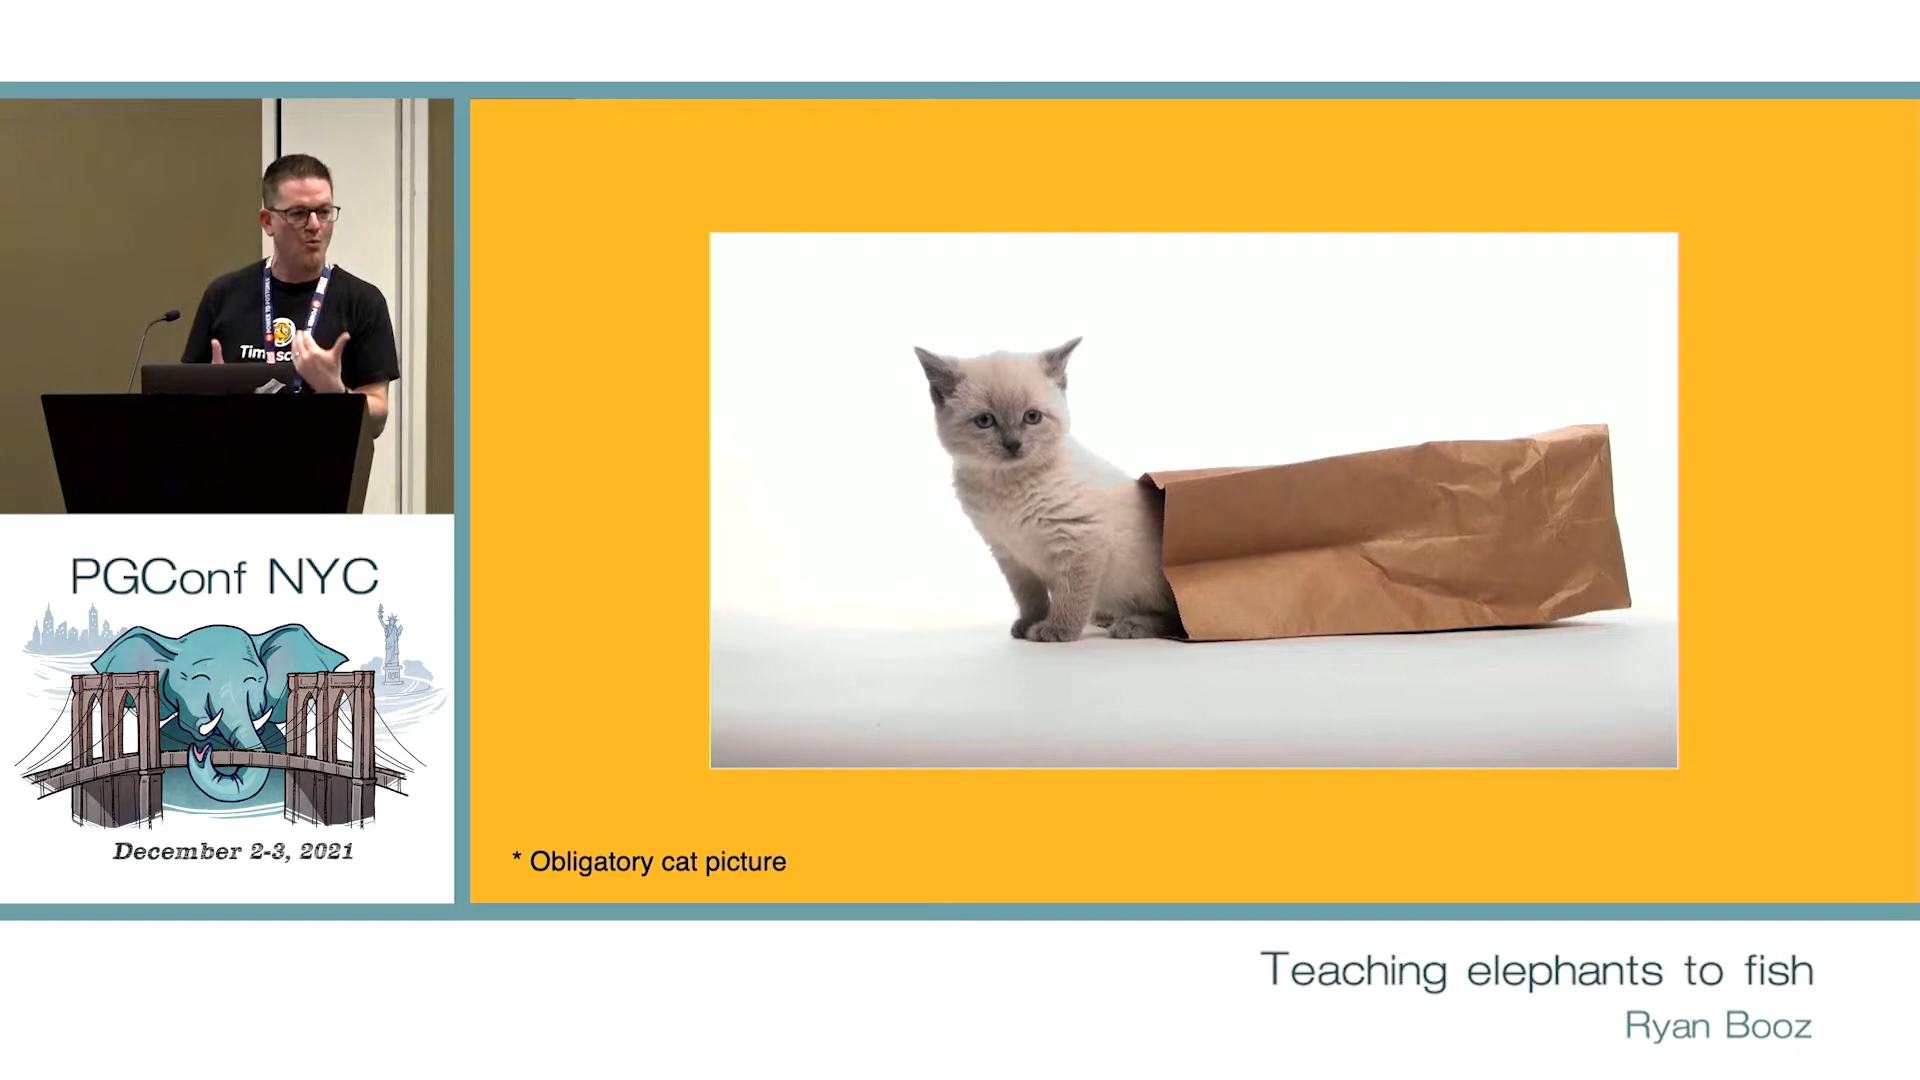 PGConf NYC
December 2-3, 2021
* Obligatory cat picture
Teaching elephants to fish
Ryan Booz